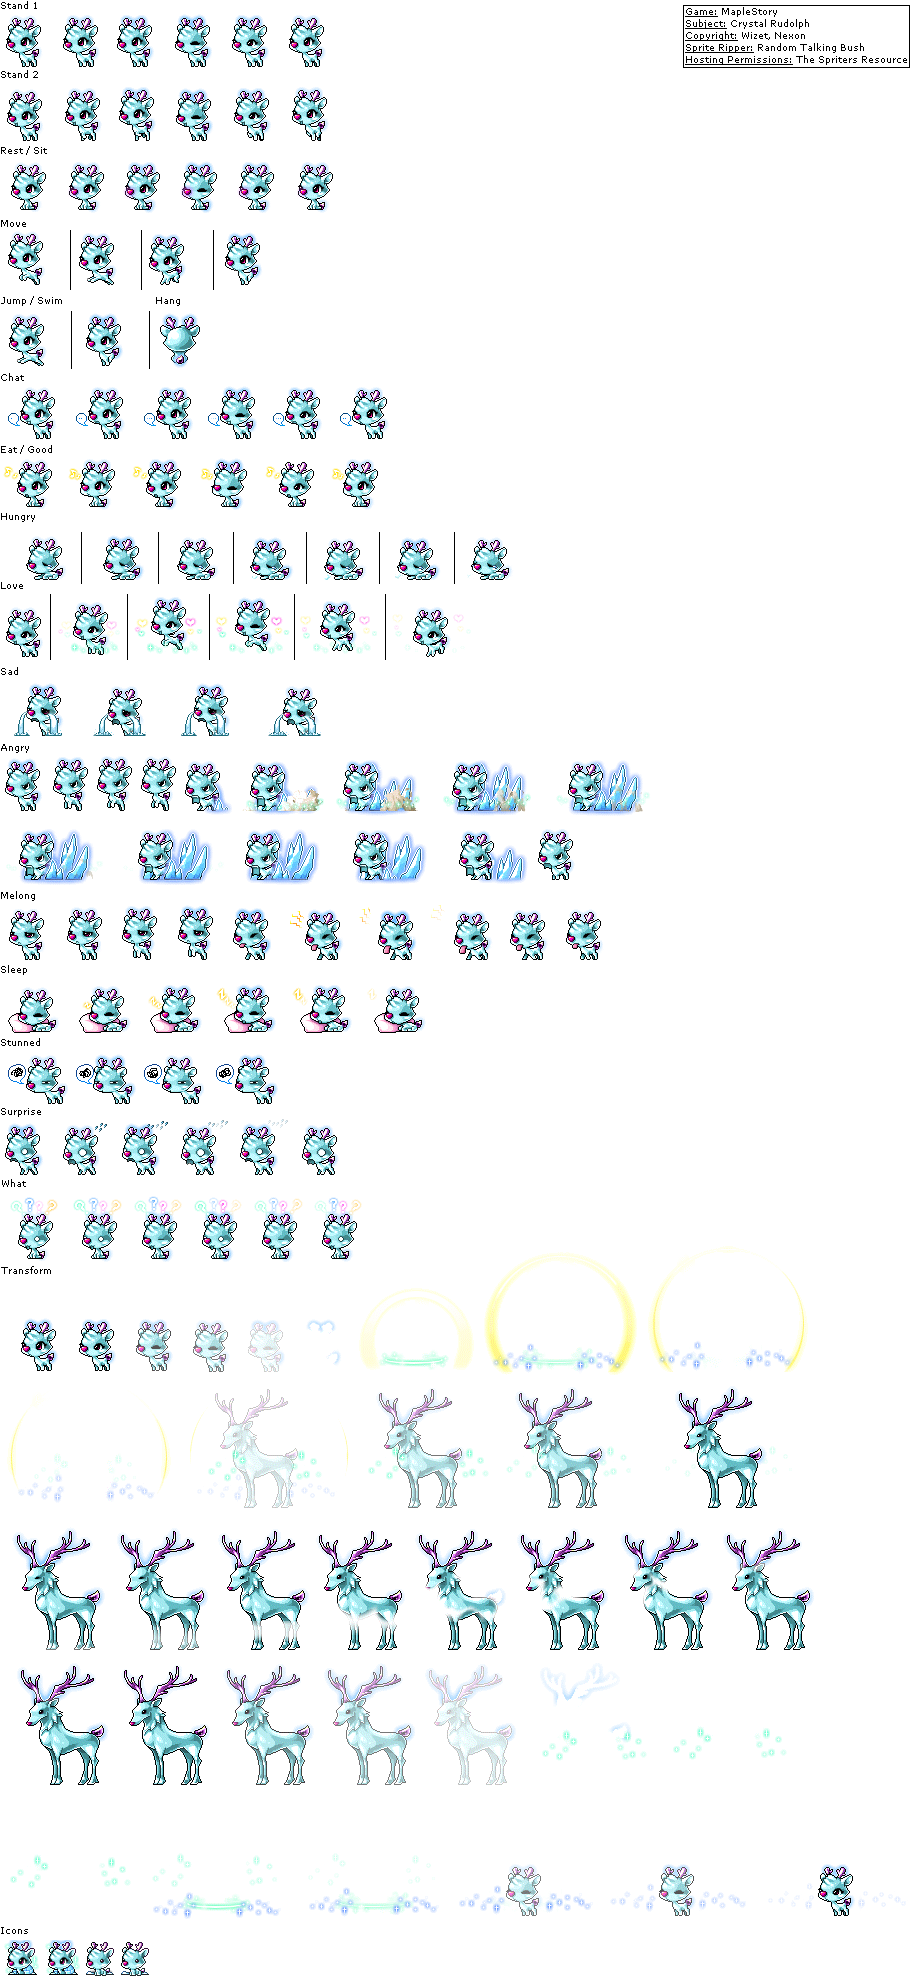 Stand 1
Game: MapleStory
Subject: Crystal Rudolph
Copyright: Wizet, Nexon
Sprite Ripper: Random Talking Bush
Hosting Permissions: The Spriters Resource
Stand 2
Rest / Sit
Move
Jump / Swim
Hang
Chat
Eat / Good
Hungry
Love
Sad
Angry
Melong
Sleep
Stunned
Surprise
What
Transform
Icons